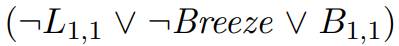 (¬L₁,₁ ∨ ¬Breeze ∨ B₁,₁)